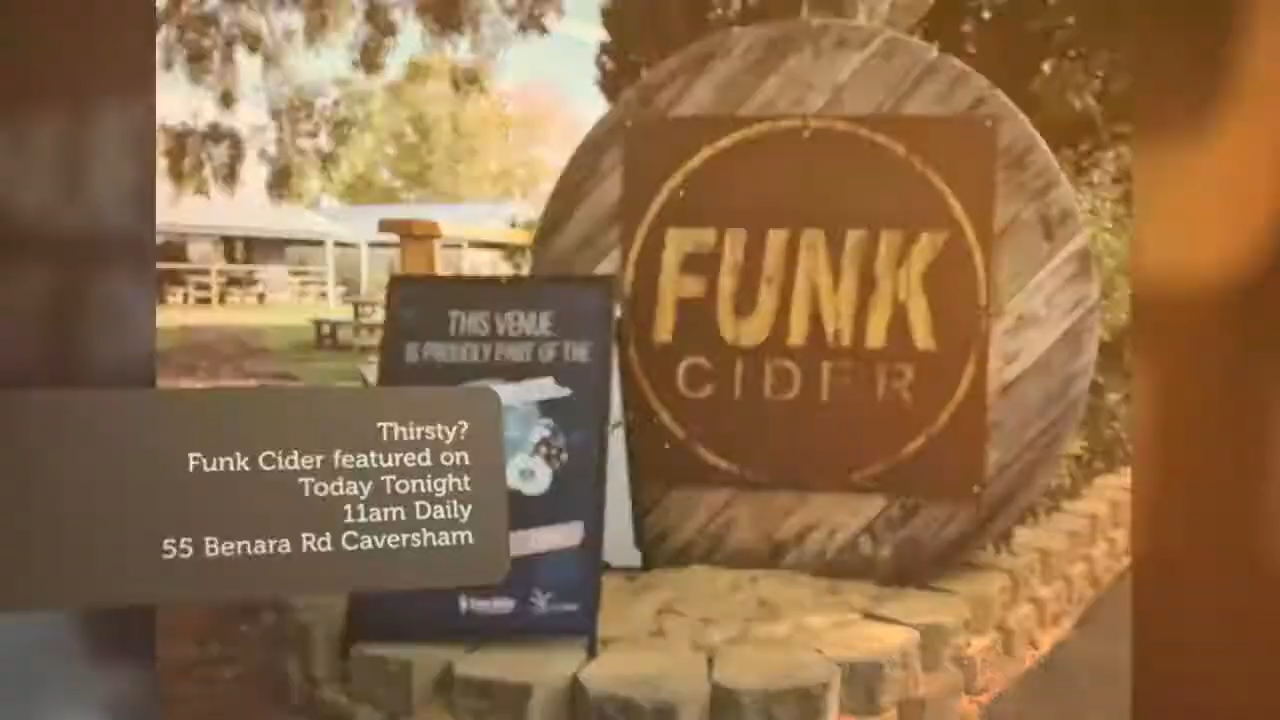 FUNK
CIDER
THIS VENUE
IS PROUDLY PART OF THE
Thirsty?
Funk Cider featured on
Today Tonight
11am Daily
55 Benara Rd Caversham